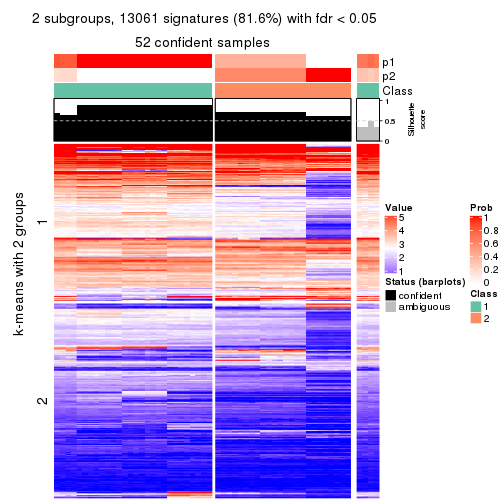 2 subgroups, 13061 signatures (81.6%) with fdr < 0.05
52 confident samples
p1
p2
Class
1
0.5
0
Silhouette
score
k-means with 2 groups
1
2
Value
5
4
3
2
1
Prob
1
0.8
0.6
0.4
0.2
0
Status (barplots)
confident
ambiguous
Class
1
2